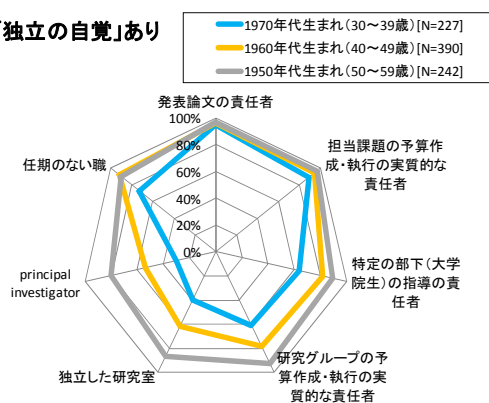 「独立の自覚」あり
1970年代生まれ(30～39歳)[N=227]
1960年代生まれ(40～49歳)[N=390]
1950年代生まれ(50～59歳)[N=242]
発表論文の責任者
100%
80%
60%
40%
20%
0%
担当課題の予算作
成・執行の実質的な
責任者
特定の部下(大学
院生)の指導の責
任者
研究グループの予
算作成・執行の実
質的な責任者
独立した研究室
principal
investigator
任期のない職